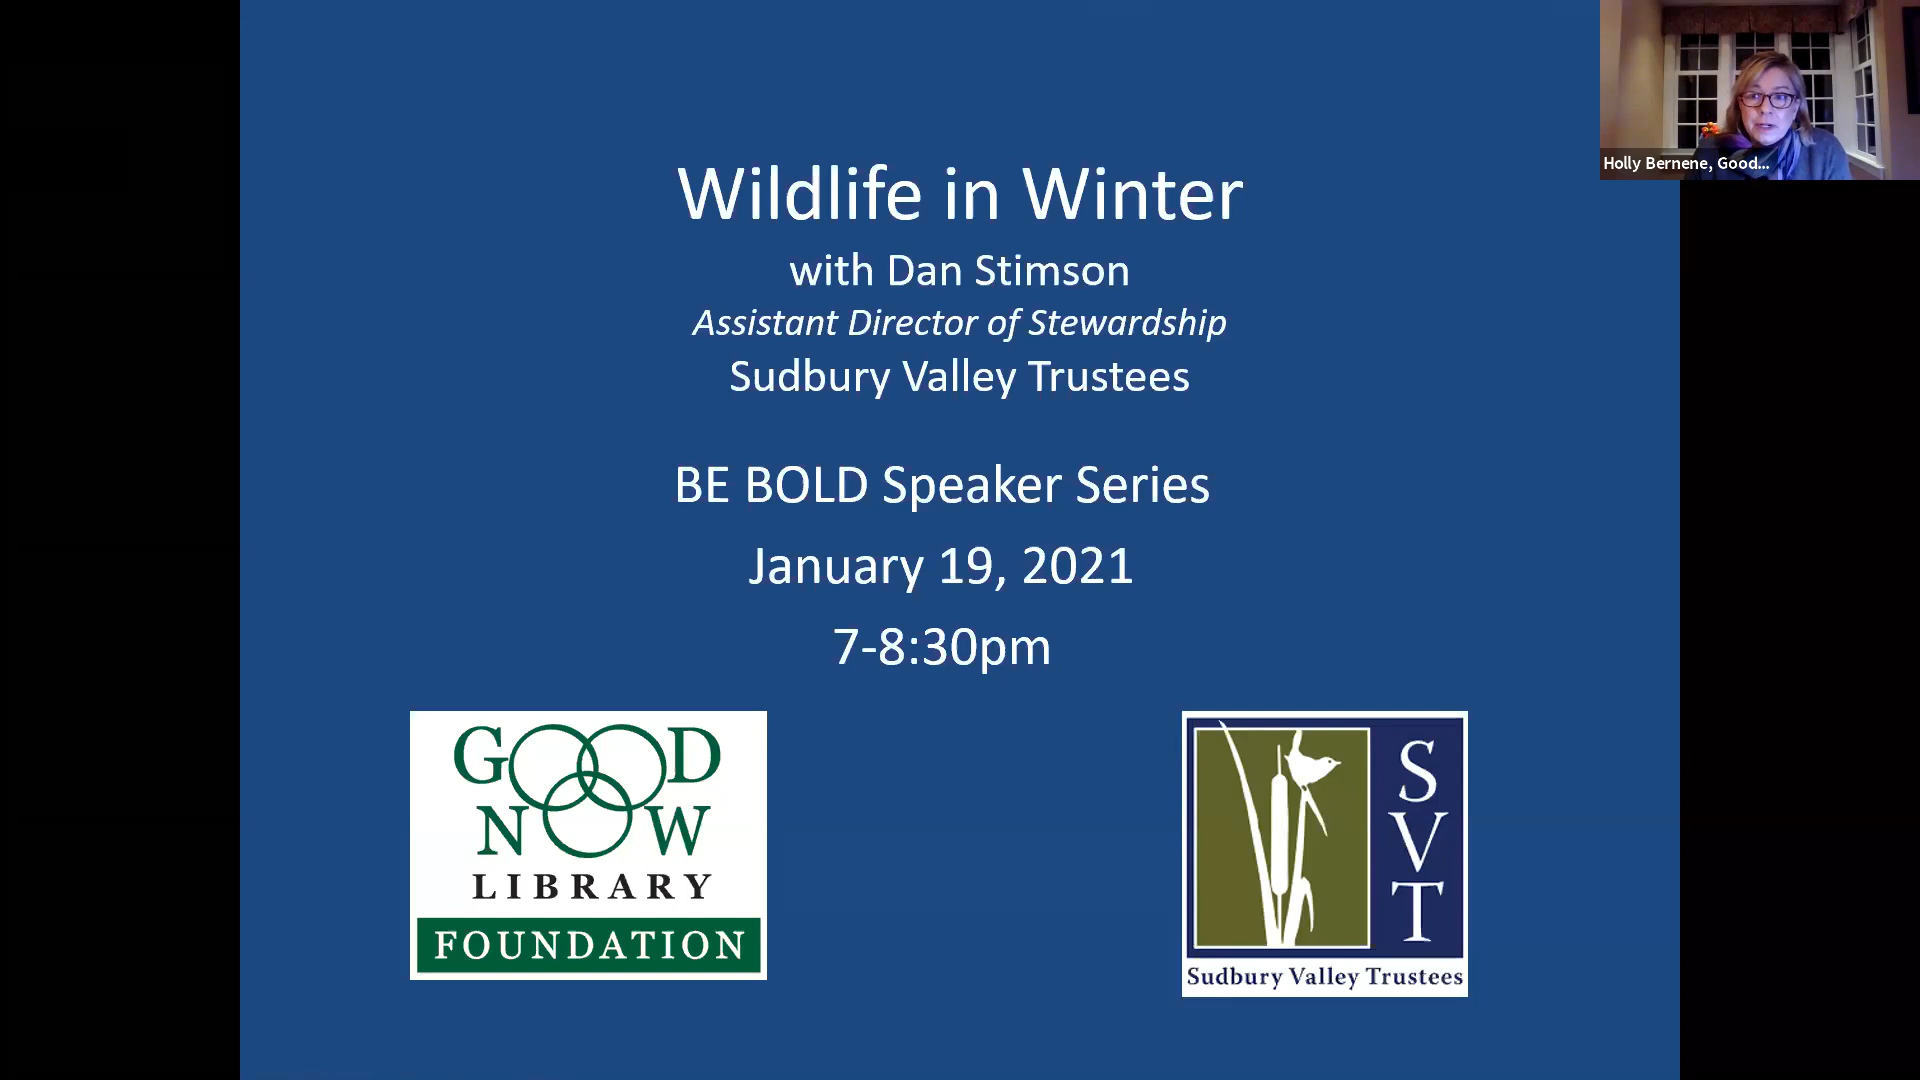 Wildlife in Winter
with Dan Stimson
Assistant Director of Stewardship
Sudbury Valley Trustees
BE BOLD Speaker Series
January 19, 2021
7-8:30pm
GOOD
NOW
LIBRARY
FOUNDATION
SVT
Sudbury Valley Trustees
Holly Bernene, Good...